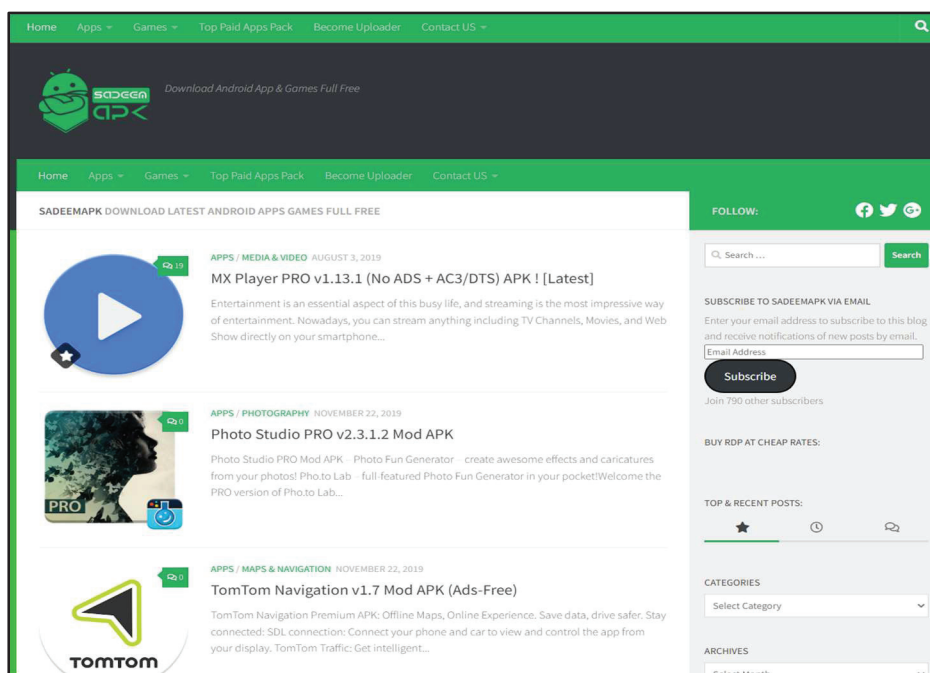 Home Apps Games Top Paid Apps Pack Become Uploader Contact US
SADEEM
APK
Download Android App & Games Full Free
Home Apps Games Top Paid Apps Pack Become Uploader Contact US
SADEEMAPK DOWNLOAD LATEST ANDROID APPS GAMES FULL FREE
19
APPS / MEDIA & VIDEO AUGUST 3, 2019
MX Player PRO v1.13.1 (No ADS + AC3/DTS) APK ! [Latest]
Entertainment is an essential aspect of this busy life, and streaming is the most impressive way
of entertainment. Nowadays, you can stream anything including TV Channels, Movies, and Web
Show directly on your smartphone...
0
PRO
APPS / PHOTOGRAPHY NOVEMBER 22, 2019
Photo Studio PRO v2.3.1.2 Mod APK
Photo Studio PRO Mod APK – Photo Fun Generator – create awesome effects and caricatures
from your photos! Pho.to Lab – full-featured Photo Fun Generator in your pocket!Welcome the
PRO version of Pho.to Lab...
0
TOMTOM
APPS / MAPS & NAVIGATION NOVEMBER 22, 2019
TomTom Navigation v1.7 Mod APK (Ads-Free)
TomTom Navigation Premium APK: Offline Maps, Online Experience. Save data, drive safer. Stay
connected: SDL connection: Connect your phone and car to view and control the app from
your display. TomTom Traffic: Get intelligent...
FOLLOW:
Search ...
Search
SUBSCRIBE TO SADEEMAPK VIA EMAIL
Enter your email address to subscribe to this blog
and receive notifications of new posts by email.
Email Address
Subscribe
Join 790 other subscribers
BUY RDP AT CHEAP RATES:
TOP & RECENT POSTS:
CATEGORIES
Select Category
ARCHIVES
Select Month